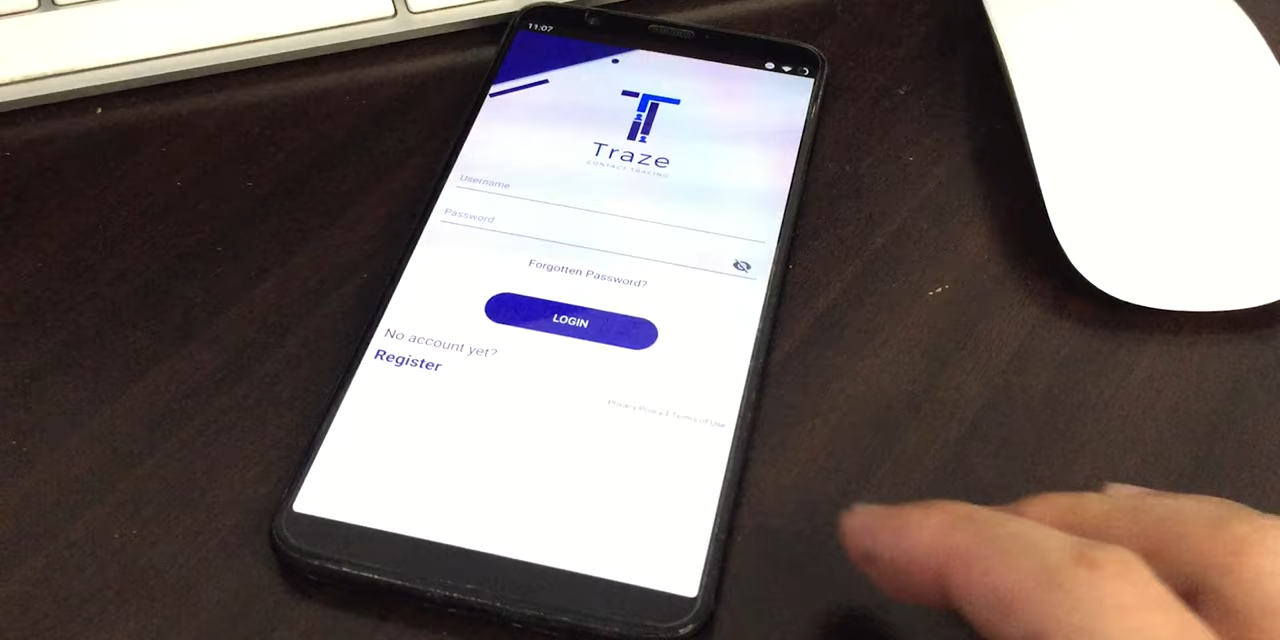 11:07
Traze
CONTACT TRACING
Username
Password
Forgotten Password?
LOGIN
No account yet?
Register
Privacy Policy | Terms of Use